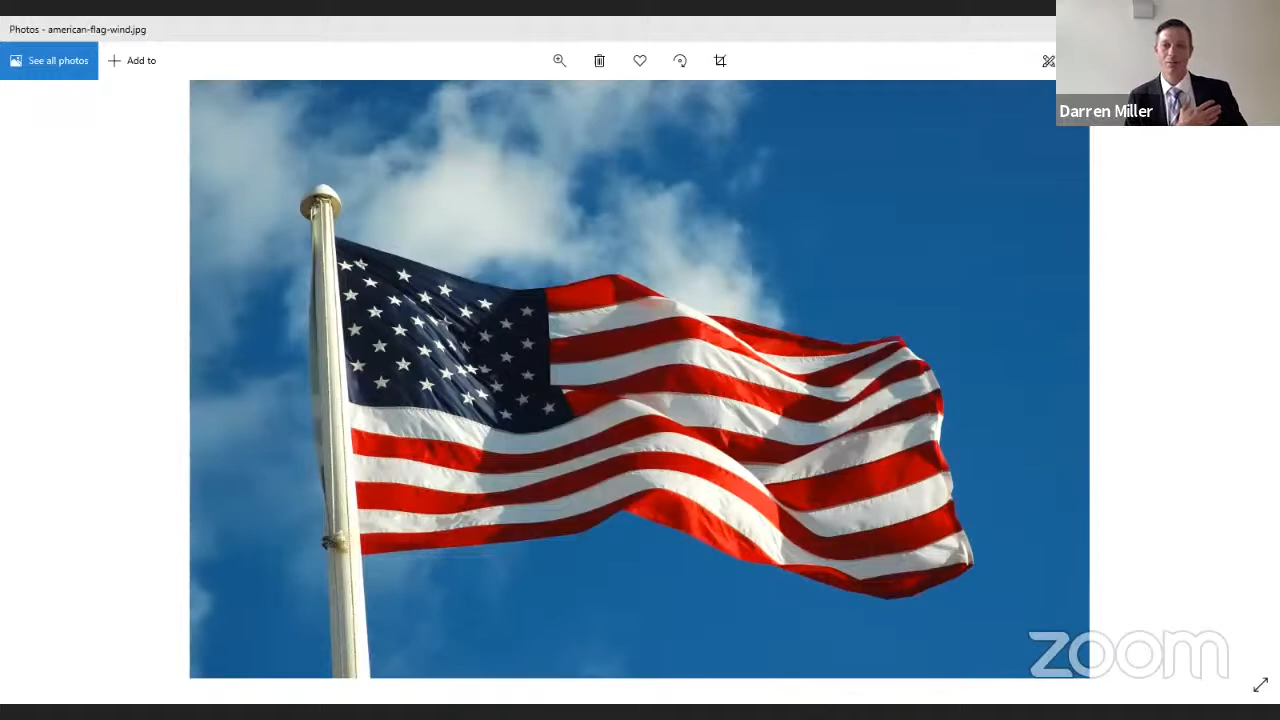 Photos - american-flag-wind.jpg
See all photos
Add to
Darren Miller
zoom